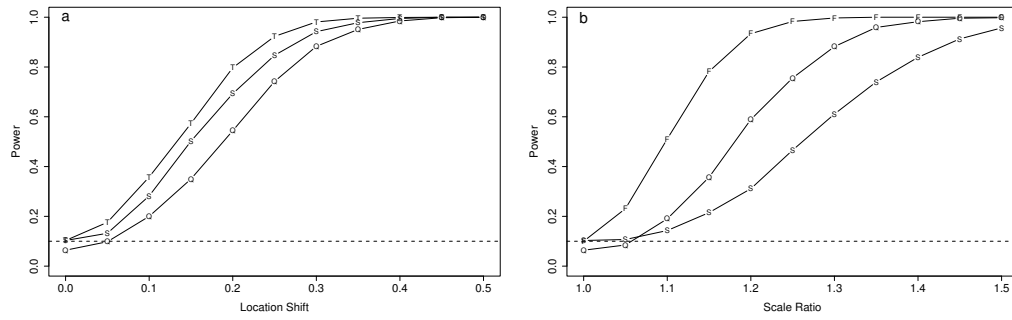 a
Power
0.0 0.2 0.4 0.6 0.8 1.0
T T T T T T T T T T T
S S S S S S S S S S S
Q Q Q Q Q Q Q Q Q Q Q
0.0 0.1 0.2 0.3 0.4 0.5
Location Shift
b
Power
0.0 0.2 0.4 0.6 0.8 1.0
F F F F F F F F F F F
Q Q Q Q Q Q Q Q Q Q Q
S S S S S S S S S S S
1.0 1.1 1.2 1.3 1.4 1.5
Scale Ratio